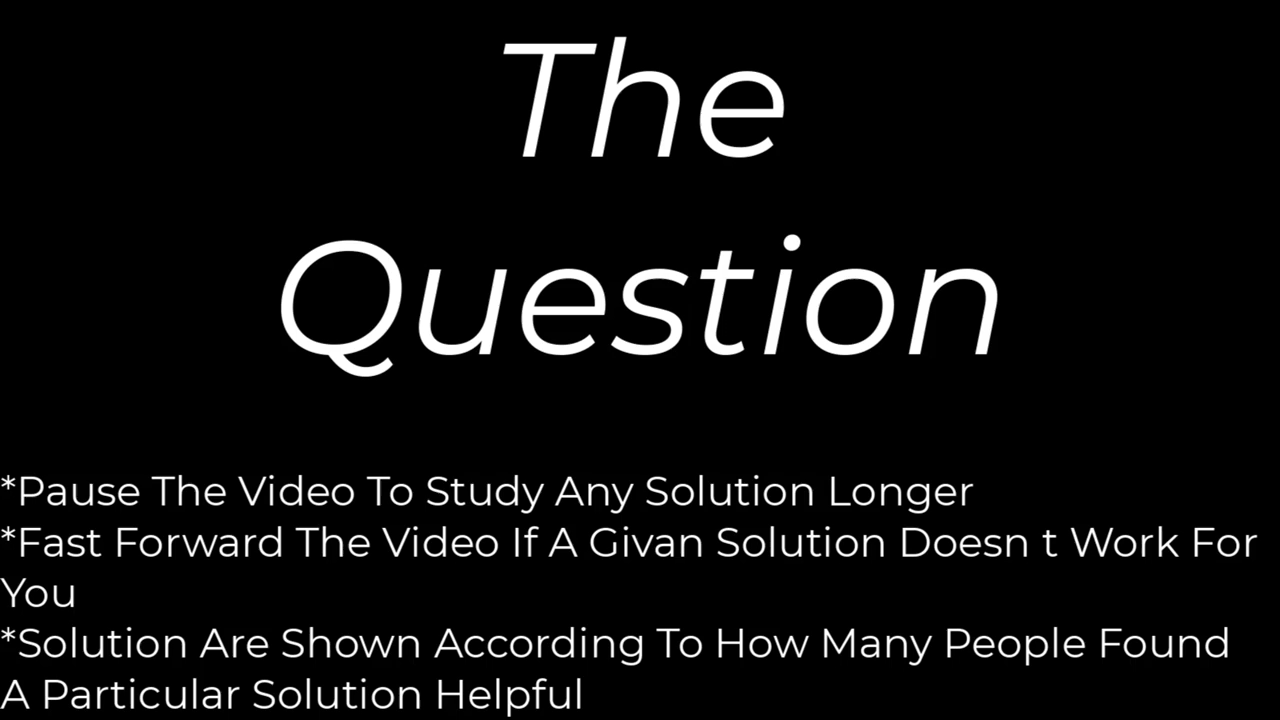 The
Question
*Pause The Video To Study Any Solution Longer
*Fast Forward The Video If A Givan Solution Doesn t Work For
You
*Solution Are Shown According To How Many People Found
A Particular Solution Helpful